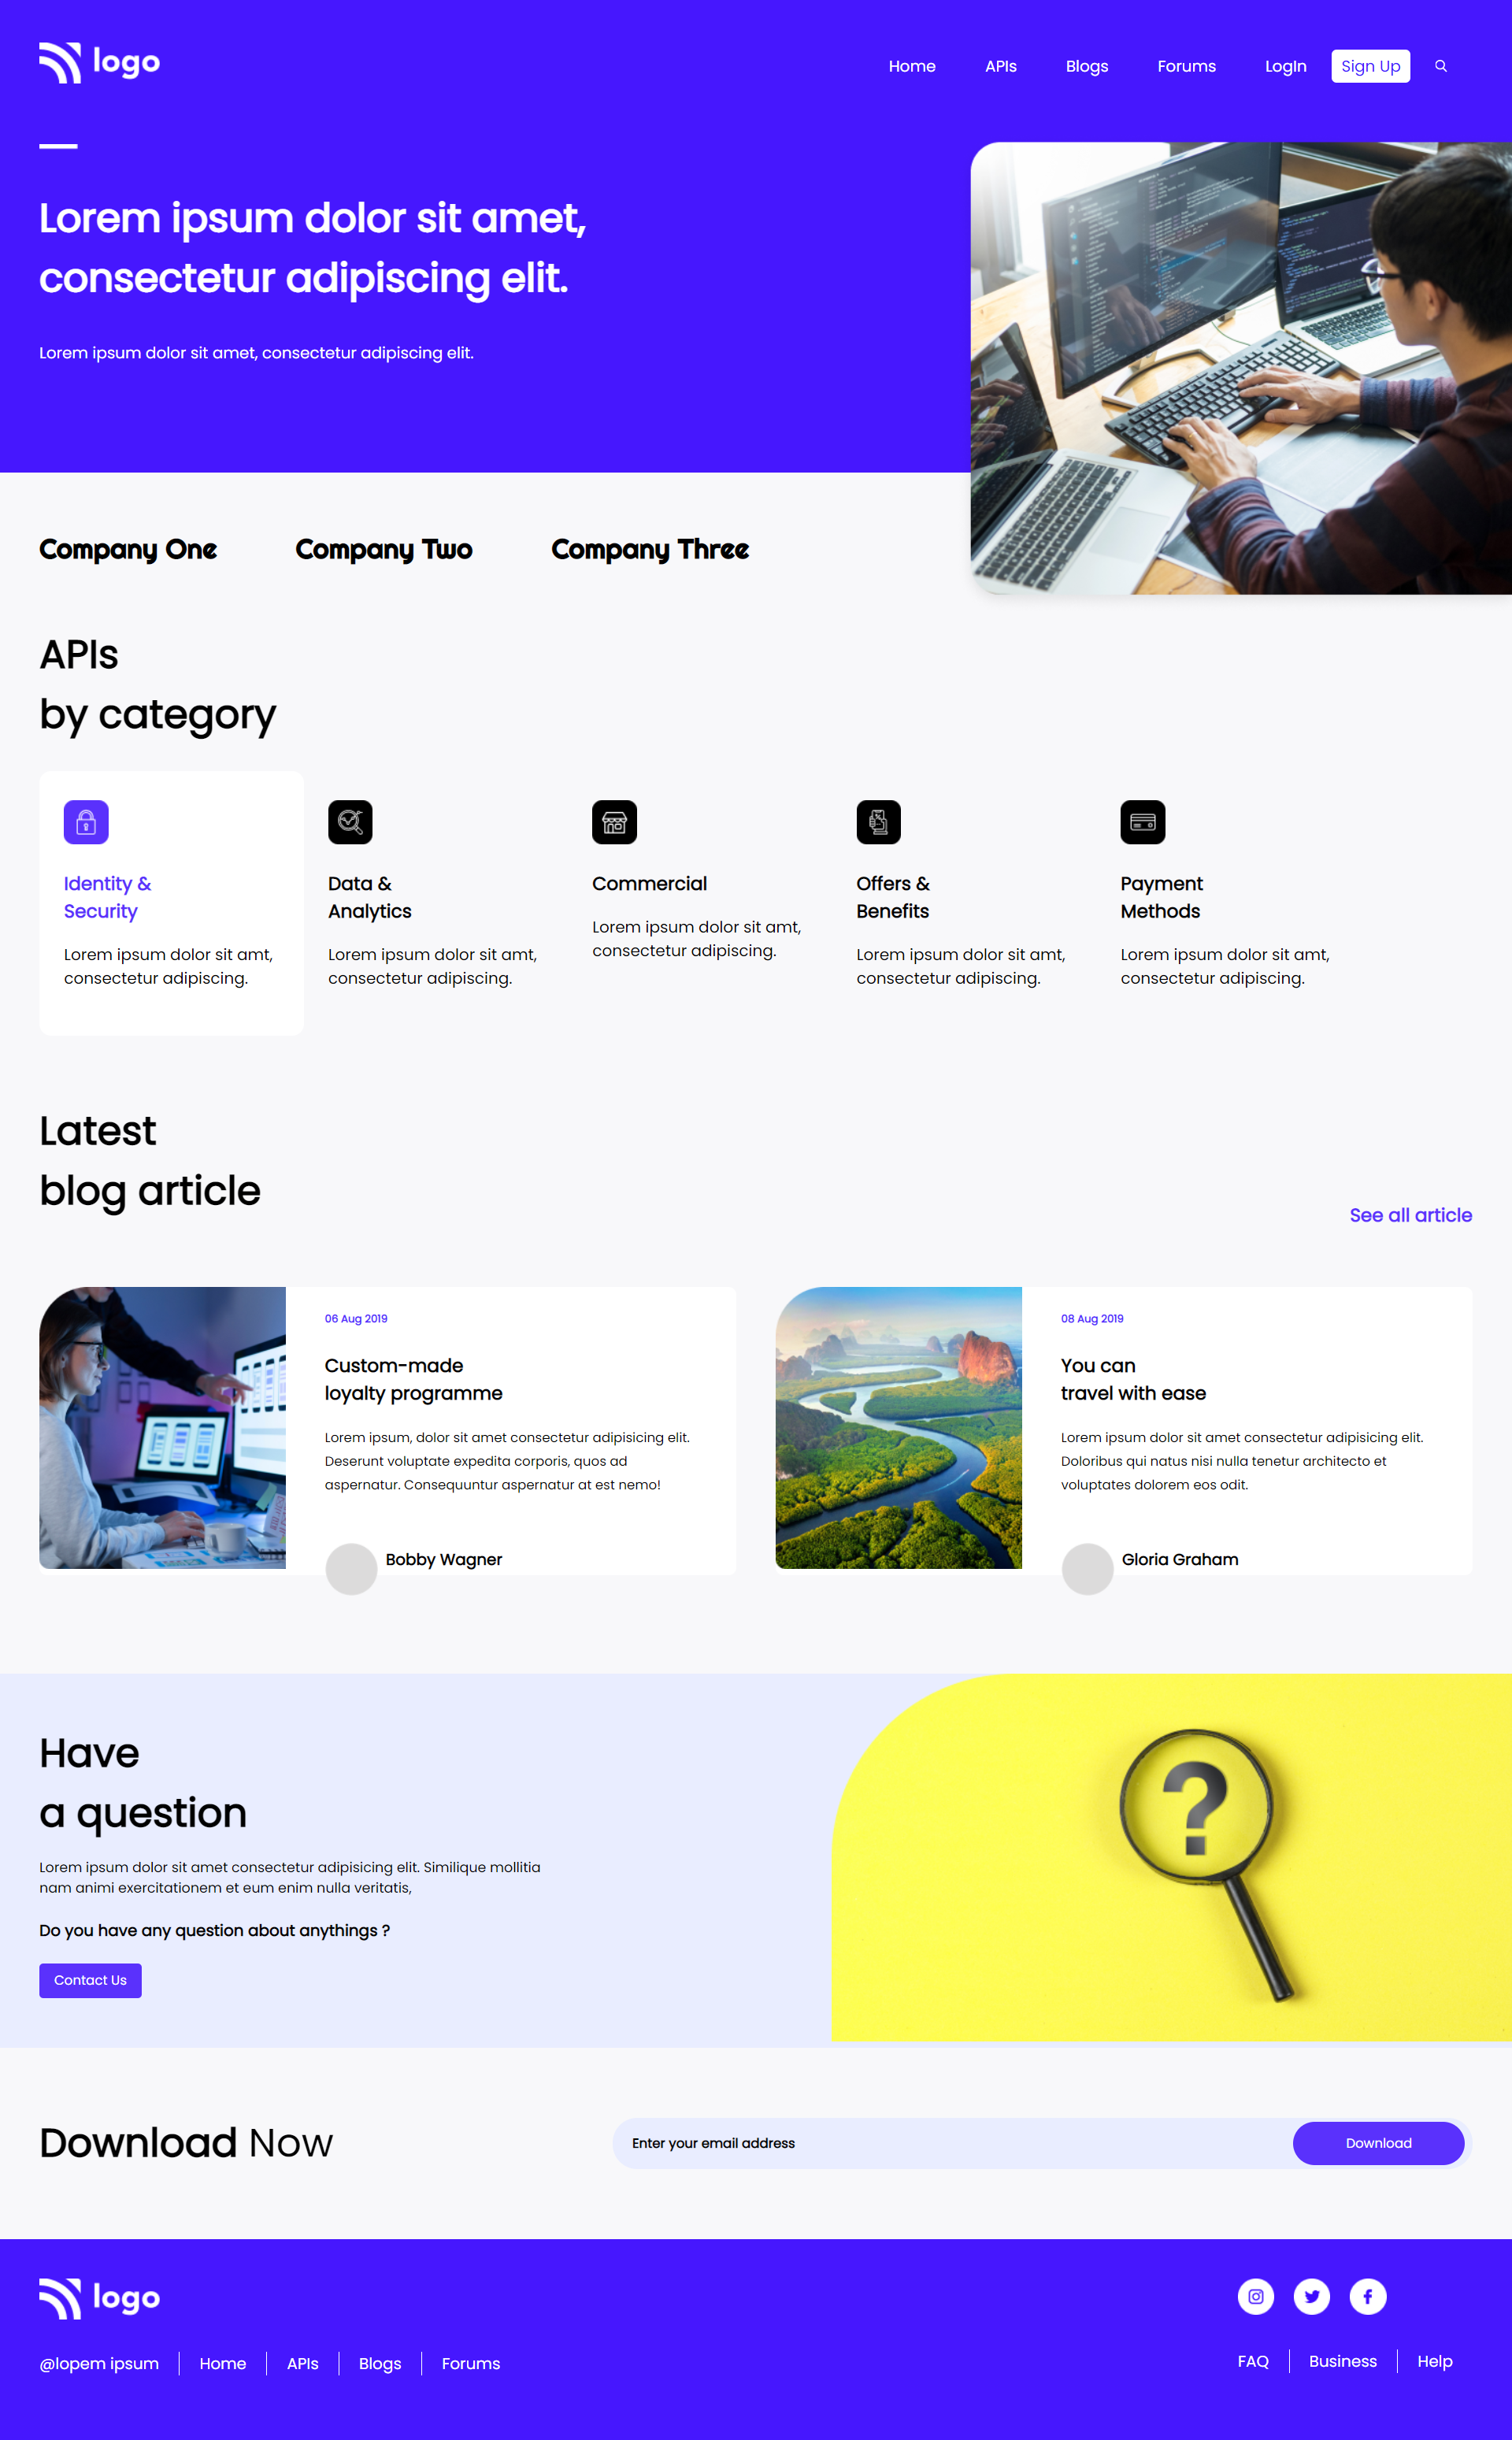 logo
Home
APIs
Blogs
Forums
LogIn
Sign Up
Lorem ipsum dolor sit amet,
consectetur adipiscing elit.
Lorem ipsum dolor sit amet, consectetur adipiscing elit.
Company One
Company Two
Company Three
APIs
by category
Identity &
Security
Lorem ipsum dolor sit amt,
consectetur adipiscing.
Data &
Analytics
Lorem ipsum dolor sit amt,
consectetur adipiscing.
Commercial
Lorem ipsum dolor sit amt,
consectetur adipiscing.
Offers &
Benefits
Lorem ipsum dolor sit amt,
consectetur adipiscing.
Payment
Methods
Lorem ipsum dolor sit amt,
consectetur adipiscing.
Latest
blog article
See all article
06 Aug 2019
Custom-made
loyalty programme
Lorem ipsum, dolor sit amet consectetur adipisicing elit.
Deserunt voluptate expedita corporis, quos ad
aspernatur. Consequuntur aspernatur at est nemo!
Bobby Wagner
08 Aug 2019
You can
travel with ease
Lorem ipsum dolor sit amet consectetur adipisicing elit.
Doloribus qui natus nisi nulla tenetur architecto et
voluptates dolorem eos odit.
Gloria Graham
Have
a question
Lorem ipsum dolor sit amet consectetur adipisicing elit. Similique mollitia
nam animi exercitationem et eum enim nulla veritatis,
Do you have any question about anythings ?
Contact Us
?
Download Now
Enter your email address
Download
logo
@lopem ipsum
Home
APIs
Blogs
Forums
FAQ
Business
Help